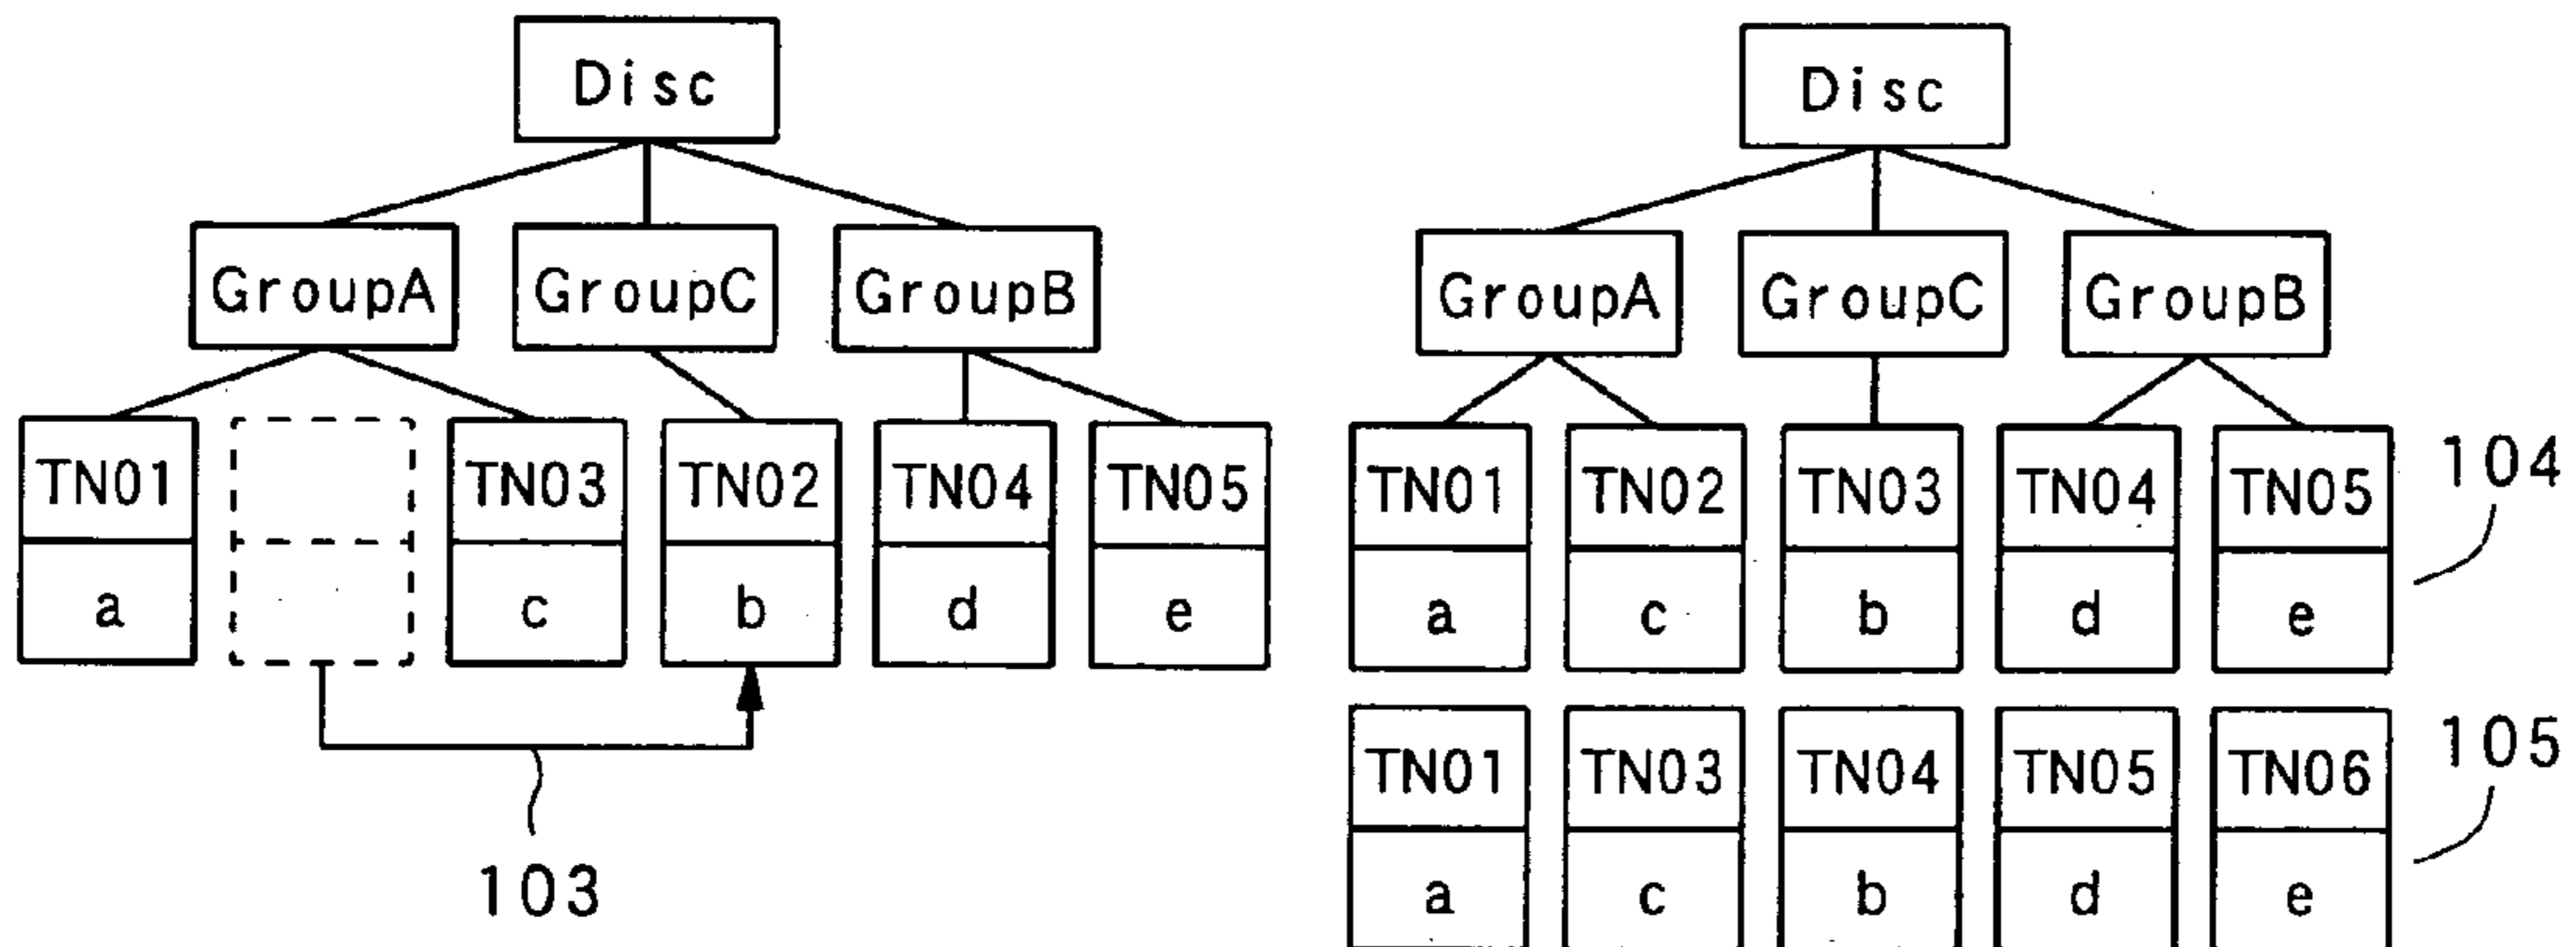 Disc
GroupA GroupC GroupB
TN01 TN03 TN02 TN04 TN05
a c b d e
103
Disc
GroupA GroupC GroupB
TN01 TN02 TN03 TN04 TN05
a c b d e
104
TN01 TN03 TN04 TN05 TN06
a c b d e
105